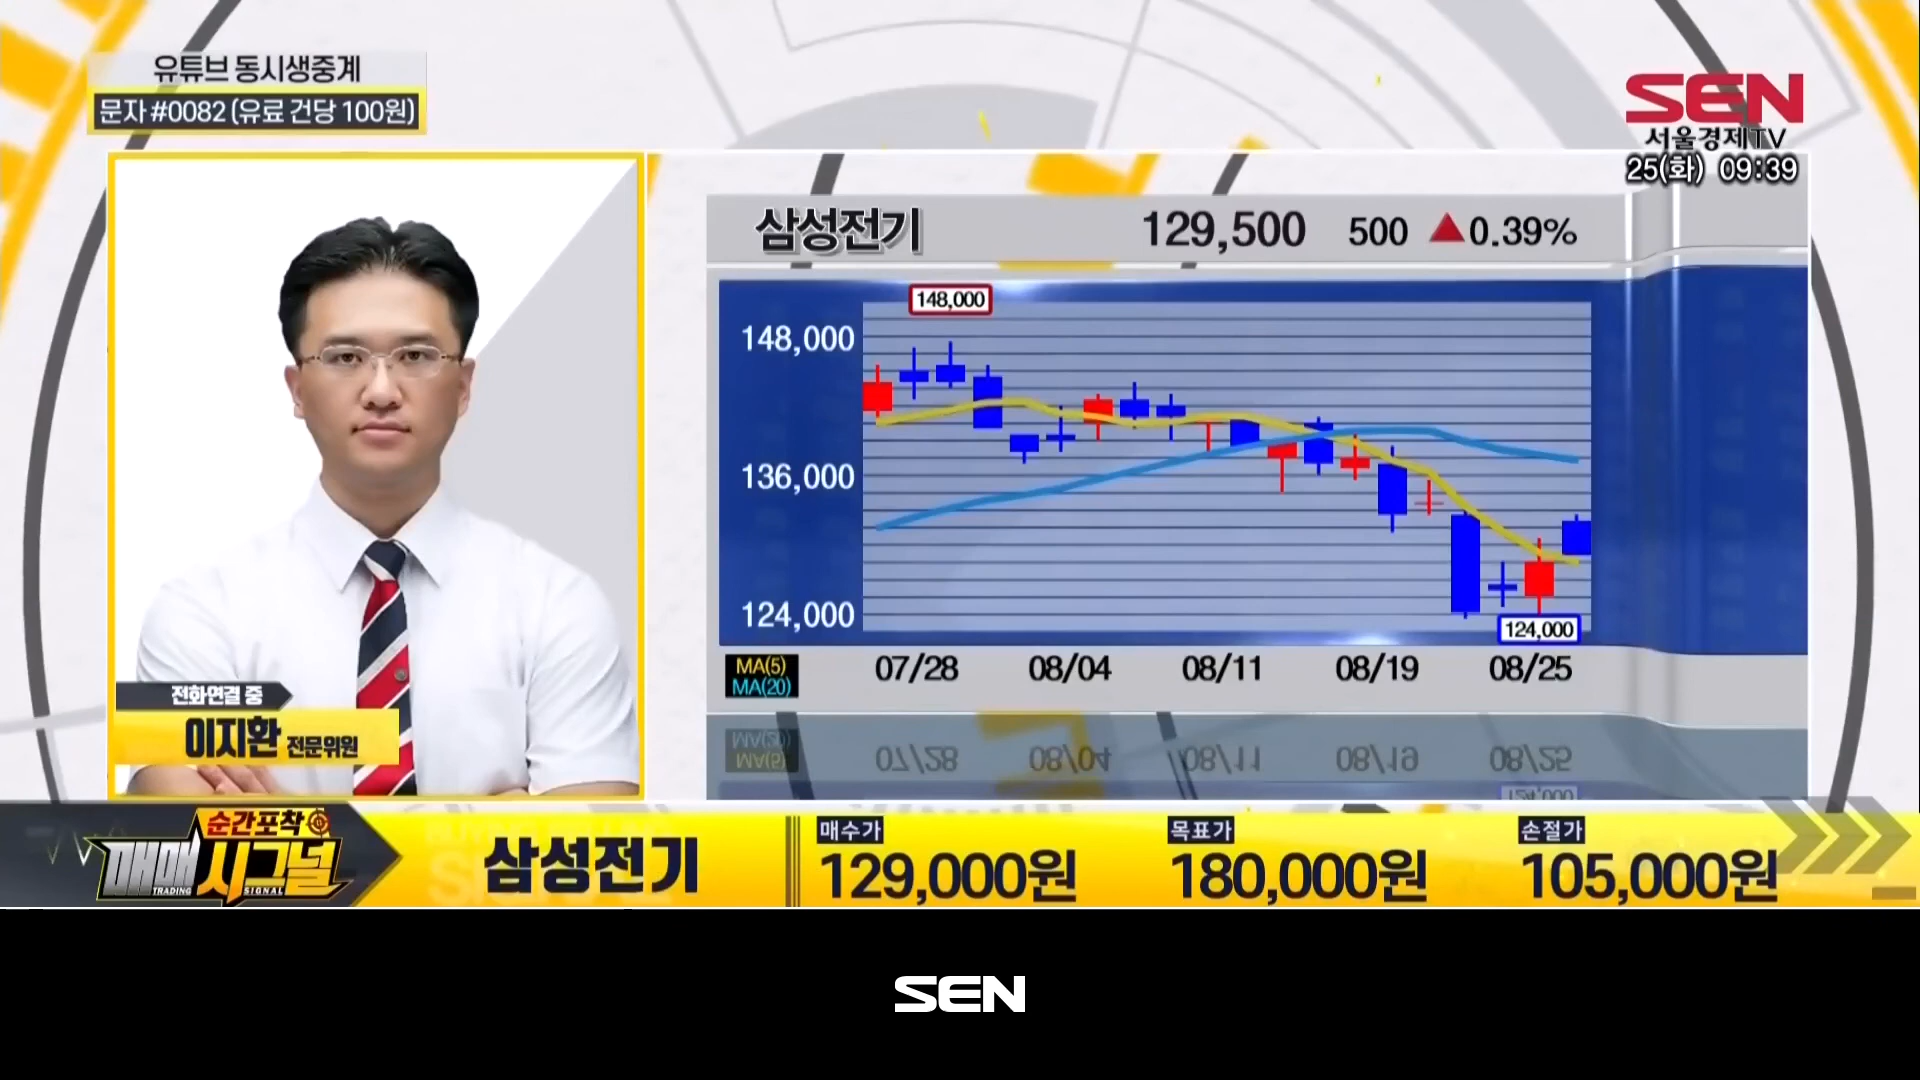 유튜브 동시생중계
문자 #0082 (유료 건당 100원)
SEN
서울경제TV
25(화) 09:39
삼성전기 129,500 500 ▲0.39%
148,000
148,000
136,000
124,000
124,000
MA(5)
MA(20)
07/28 08/04 08/11 08/19 08/25
전화연결 중
이지환 전문위원
순간포착
매매 시그널
TRADING SIGNAL
삼성전기
매수가 목표가 손절가
129,000원 180,000원 105,000원
SEN